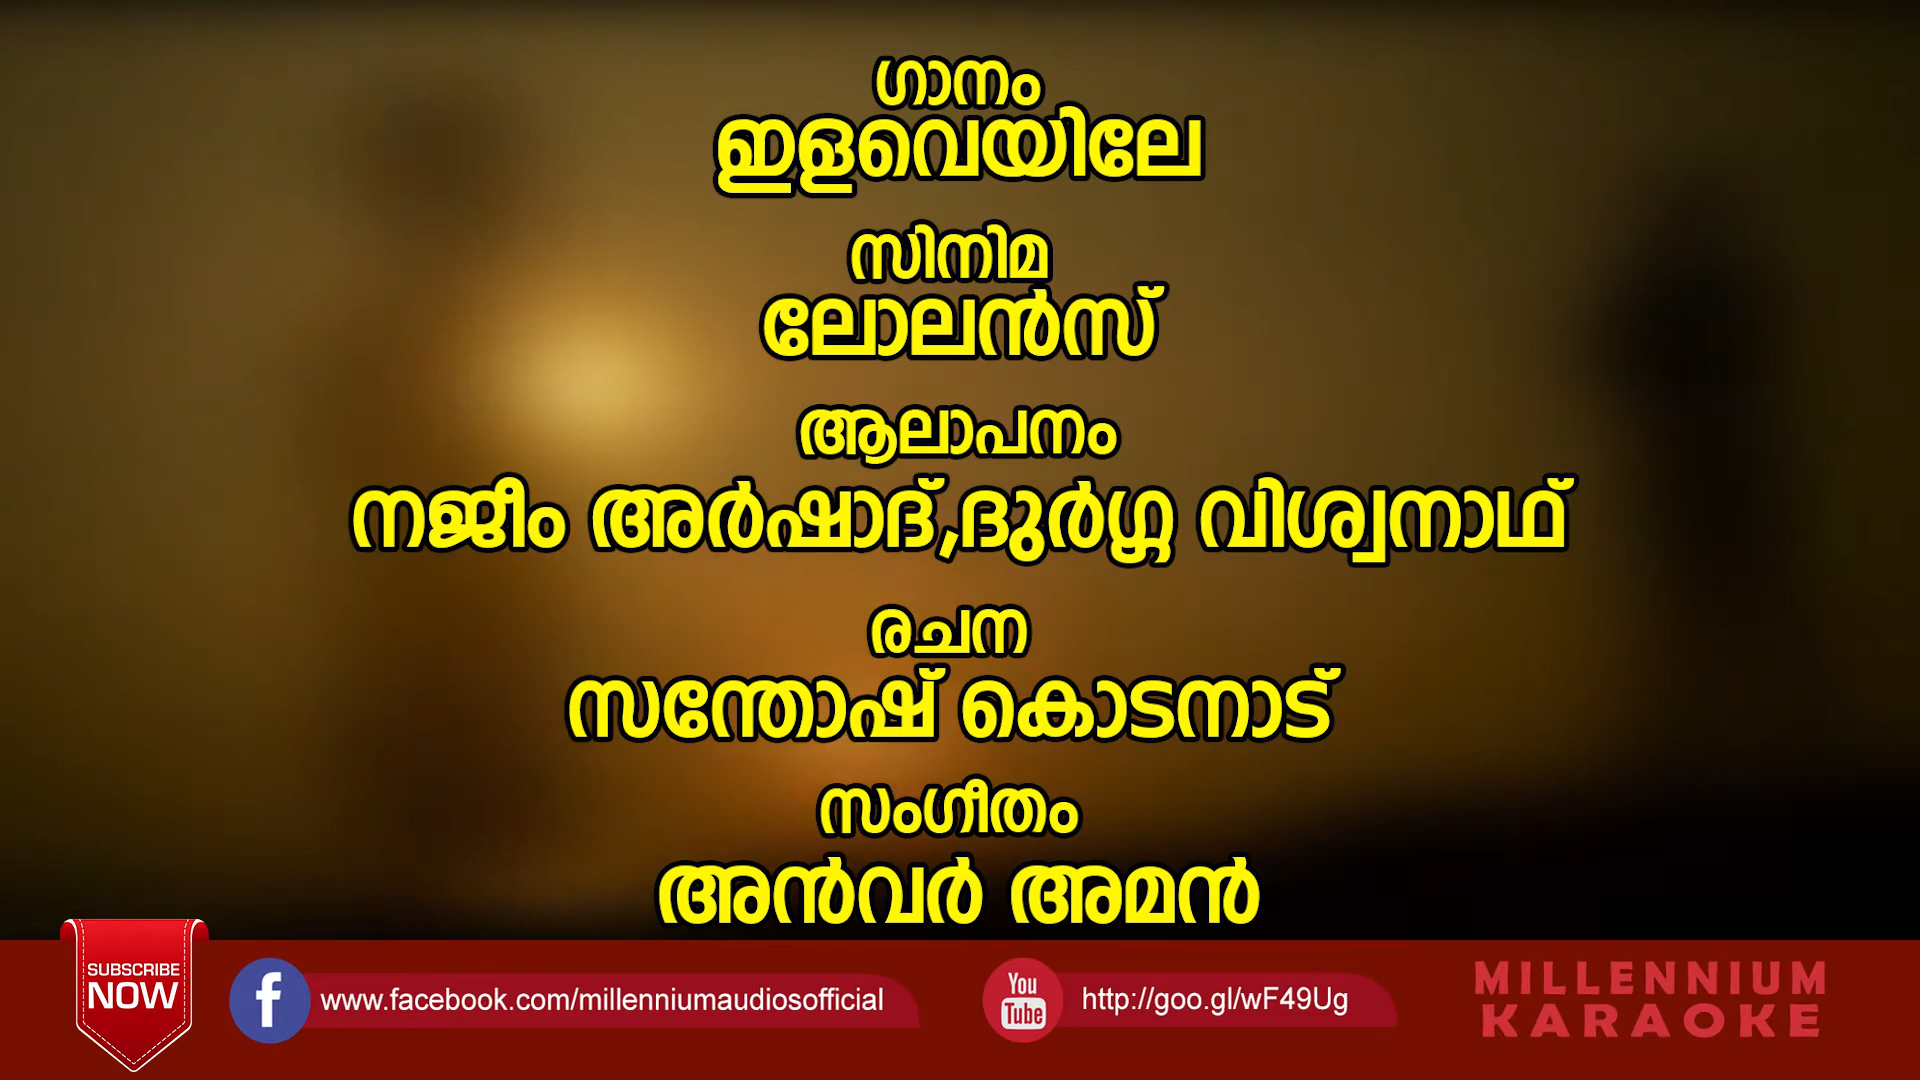 ഗാനം
ഇളവെയിലേ
സിനിമ
ലോലൻസ്
ആലാപനം
നജീം അർഷാദ്,ദുർഗ്ഗ വിശ്വനാഥ്
രചന
സന്തോഷ് കൊടനാട്
സംഗീതം
അൻവർ അമൻ
SUBSCRIBE
NOW
www.facebook.com/millenniumaudiosofficial
You
Tube
http://goo.gl/wF49Ug
MILLENNIUM
KARAOKE